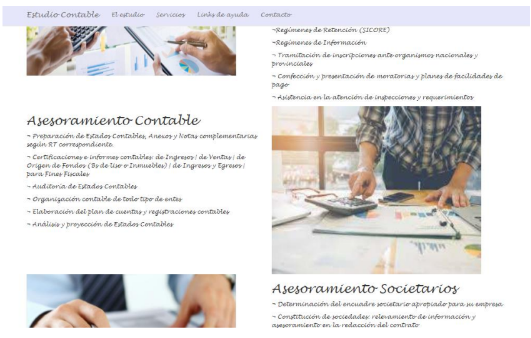 Estudio Contable El estudio Servicios Links de ayuda Contacto
Asesoramiento Contable
¬ Preparación de Estados Contables, Anexos y Notas complementarias
según RT correspondiente.
¬ Certificaciones e informes contables: de Ingresos | de Ventas | de
Origen de Fondos (Bs de Uso o Inmuebles) | de Ingresos y Egresos |
para Fines Fiscales
¬ Auditoria de Estados Contables
¬ Organización contable de todo tipo de entes
¬ Elaboración del plan de cuentas y registraciones contables
¬ Análisis y proyección de Estados Contables
¬Regimenes de Retención (SICORE)
¬Regimenes de Información
¬ Tramitación de inscripciones ante organismos nacionales y
provinciales
¬ Confección y presentación de moratorias y planes de facilidades de
pago
¬ Asistencia en la atención de inspecciones y requerimientos
Asesoramiento Societarios
¬ Determinación del encuadre societario apropiado para su empresa
¬ Constitución de sociedades: relevamiento de información y
asesoramiento en la redacción del contrato